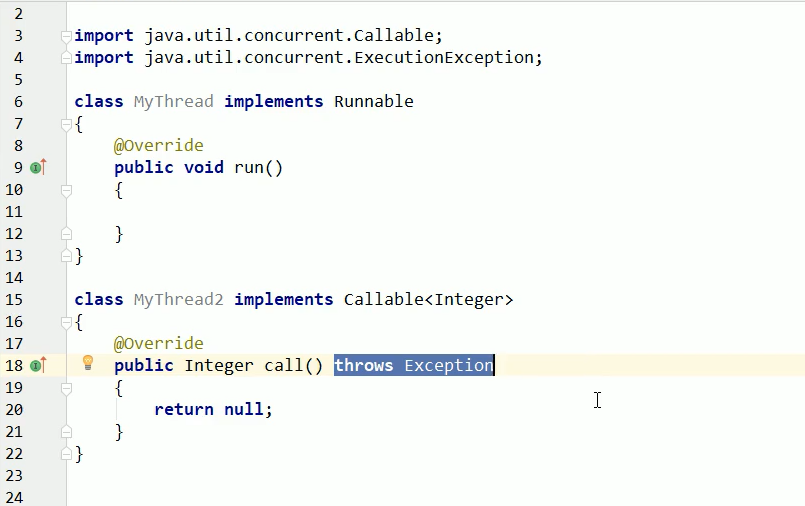 2
3 import java.util.concurrent.Callable;
4 import java.util.concurrent.ExecutionException;
5
6 class MyThread implements Runnable
7 {
8 @Override
9 public void run()
10 {
11
12 }
13 }
14
15 class MyThread2 implements Callable<Integer>
16 {
17 @Override
18 public Integer call() throws Exception
19 {
20 return null;
21 }
22 }
23
24